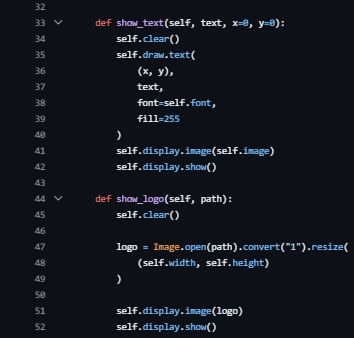 32
33 def show_text(self, text, x=0, y=0):
34     self.clear()
35     self.draw.text(
36         (x, y),
37         text,
38         font=self.font,
39         fill=255
40     )
41     self.display.image(self.image)
42     self.display.show()
43
44 def show_logo(self, path):
45     self.clear()
46
47     logo = Image.open(path).convert("1").resize(
48         (self.width, self.height)
49     )
50
51     self.display.image(logo)
52     self.display.show()